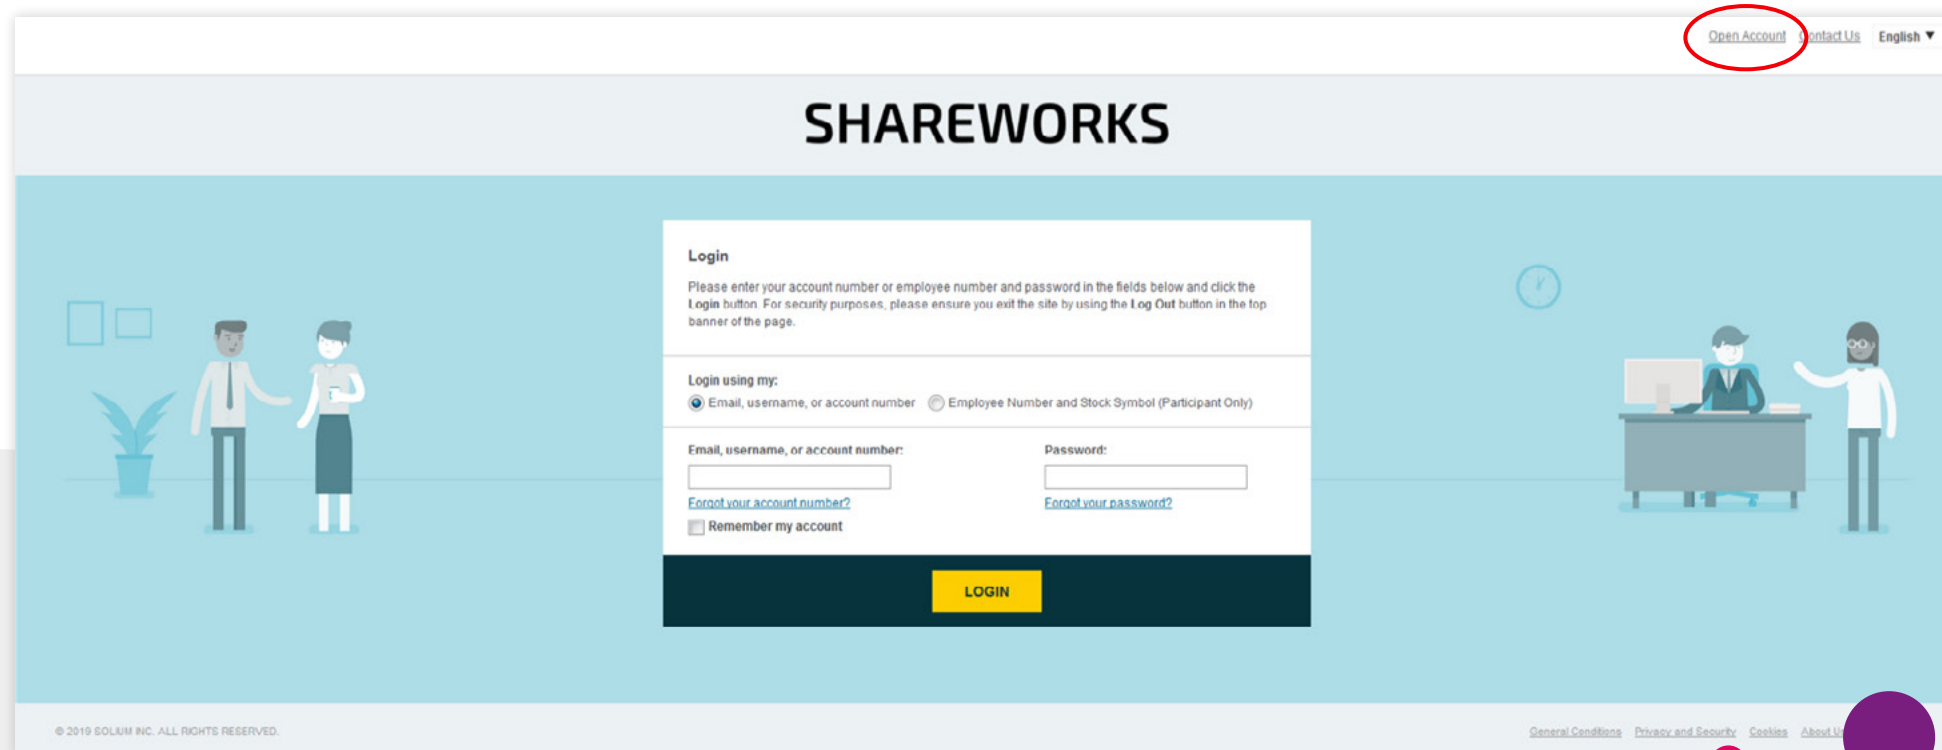 Open Account Contact Us English ▼
SHAREWORKS
Login
Please enter your account number or employee number and password in the fields below and click the
Login button. For security purposes, please ensure you exit the site by using the Log Out button in the top
banner of the page.
Login using my:
Email, username, or account number Employee Number and Stock Symbol (Participant Only)
Email, username, or account number: Password:
Forgot your account number? Forgot your password?
Remember my account
LOGIN
© 2019 SOLIUM INC. ALL RIGHTS RESERVED. General Conditions Privacy and Security Cookies About